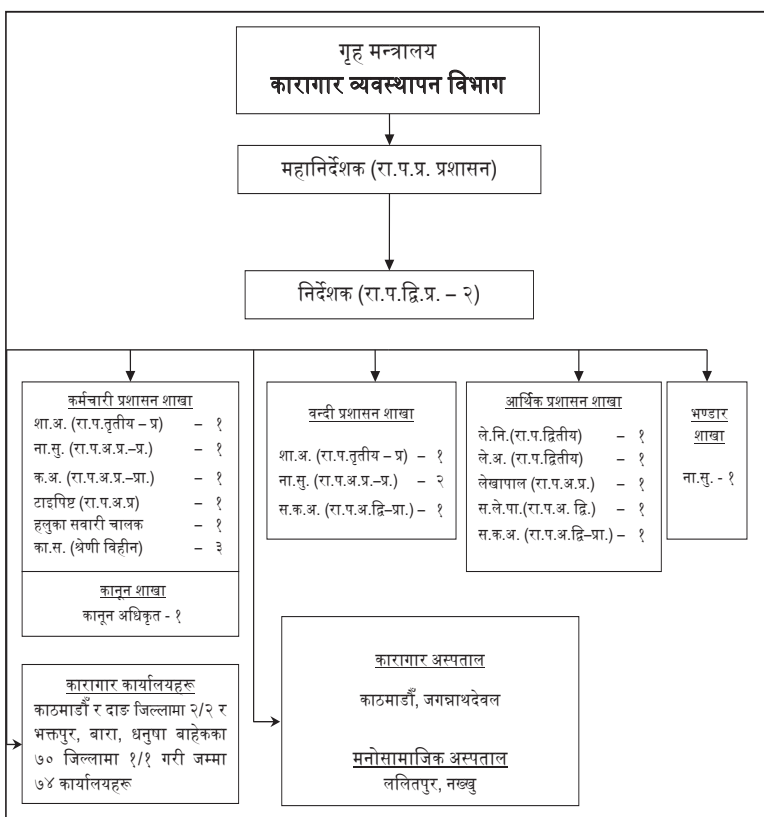 गृह मन्त्रालय
कारागार व्यवस्थापन विभाग
महानिर्देशक (रा.प.प्र. प्रशासन)
निर्देशक (रा.प.द्वि.प्र. – २)
कर्मचारी प्रशासन शाखा
शा.अ. (रा.प.तृतीय – प्र) – १
ना.सु. (रा.प.अ.प्र.–प्र.) – १
क.अ. (रा.प.अ.प्र.–प्रा.) – १
टाइपिष्ट (रा.प.अ.प्र) – १
हलुका सवारी चालक – १
का.स. (श्रेणी विहीन) – ३
कानून शाखा
कानून अधिकृत - १
वन्दी प्रशासन शाखा
शा.अ. (रा.प.तृतीय – प्र) – १
ना.सु. (रा.प.अ.प्र.–प्र.) – २
स.क.अ. (रा.प.अ.द्वि–प्रा.) – १
आर्थिक प्रशासन शाखा
ले.नि.(रा.प.द्वितीय) – १
ले.अ. (रा.प.द्वितीय) – १
लेखापाल (रा.प.अ.प्र.) – १
स.ले.पा.(रा.प.अ. द्वि.) – १
स.क.अ. (रा.प.अ.द्वि–प्रा.) – १
भण्डार
शाखा
ना.सु. - १
कारागार कार्यालयहरू
काठमाडौँ र दाङ जिल्लामा २/२ र
भक्तपुर, बारा, धनुषा बाहेकका
७० जिल्लामा १/१ गरी जम्मा
७४ कार्यालयहरू
कारागार अस्पताल
काठमाडौँ, जगन्नाथदेवल
मनोसामाजिक अस्पताल
ललितपुर, नख्खु